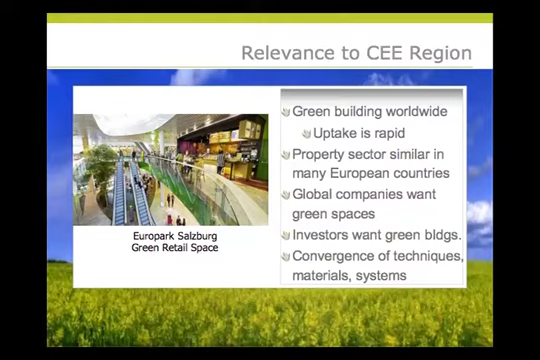 Relevance to CEE Region
Green building worldwide
Uptake is rapid
Property sector similar in
many European countries
Global companies want
green spaces
Investors want green bldgs.
Convergence of techniques,
materials, systems
Europark Salzburg
Green Retail Space